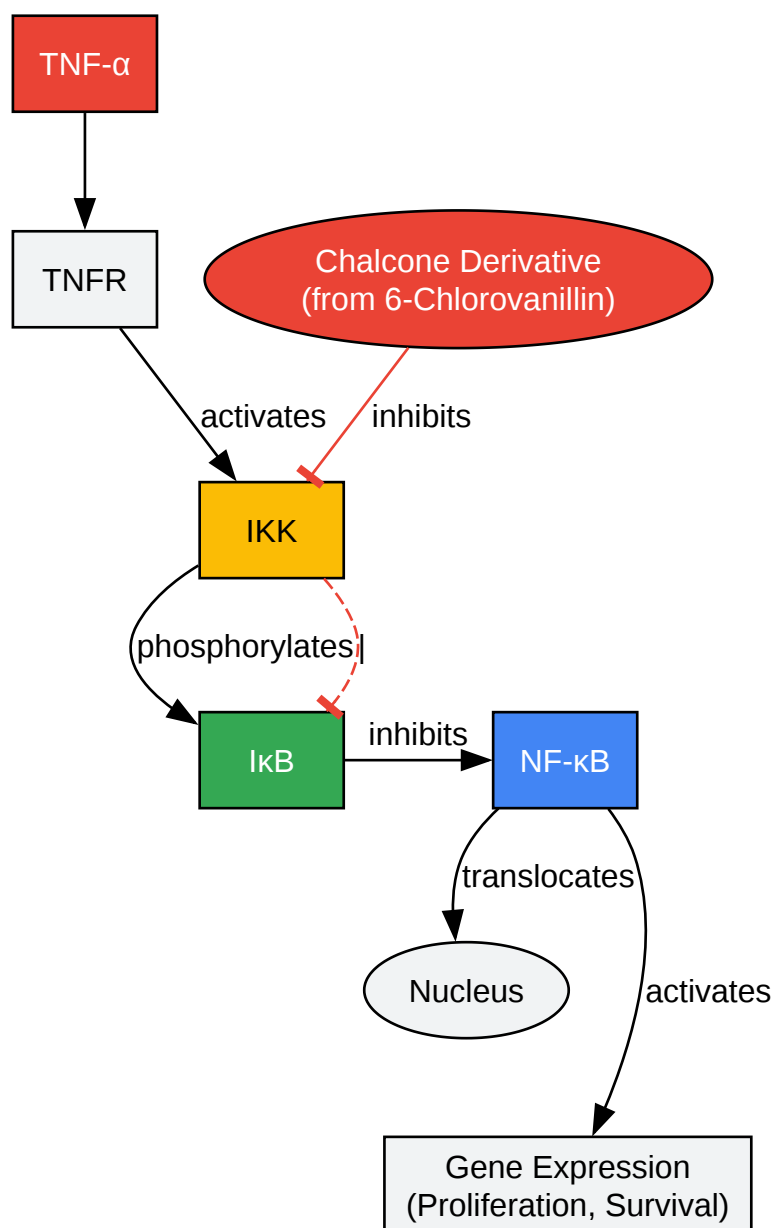 TNF-α
TNFR
Chalcone Derivative
(from 6-Chlorovanillin)
activates
inhibits
IKK
phosphorylates
IκB
inhibits
NF-κB
translocates
Nucleus
activates
Gene Expression
(Proliferation, Survival)